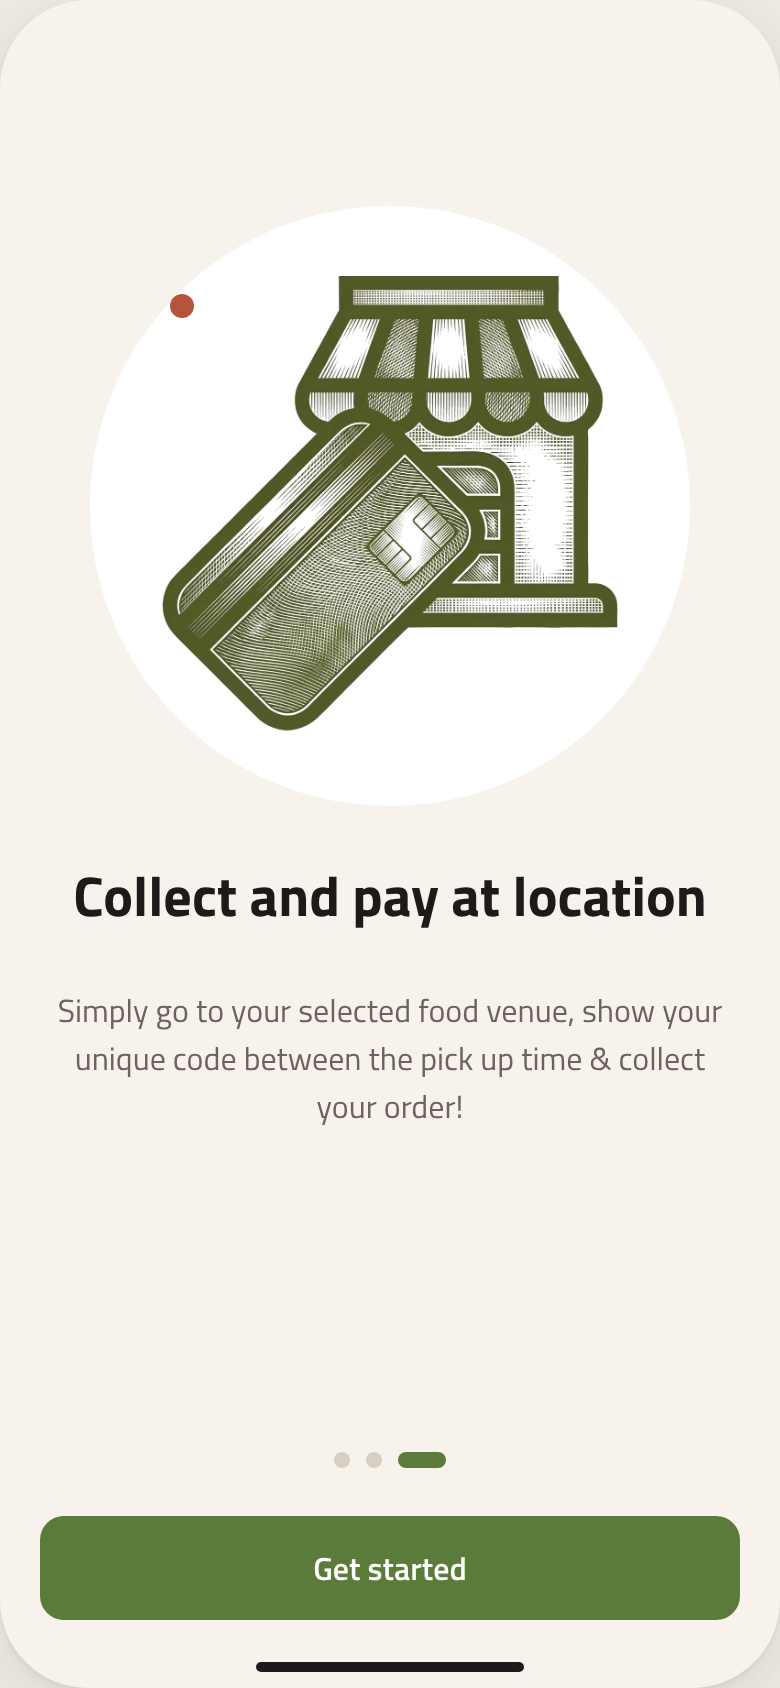 Collect and pay at location
Simply go to your selected food venue, show your
unique code between the pick up time & collect
your order!
Get started